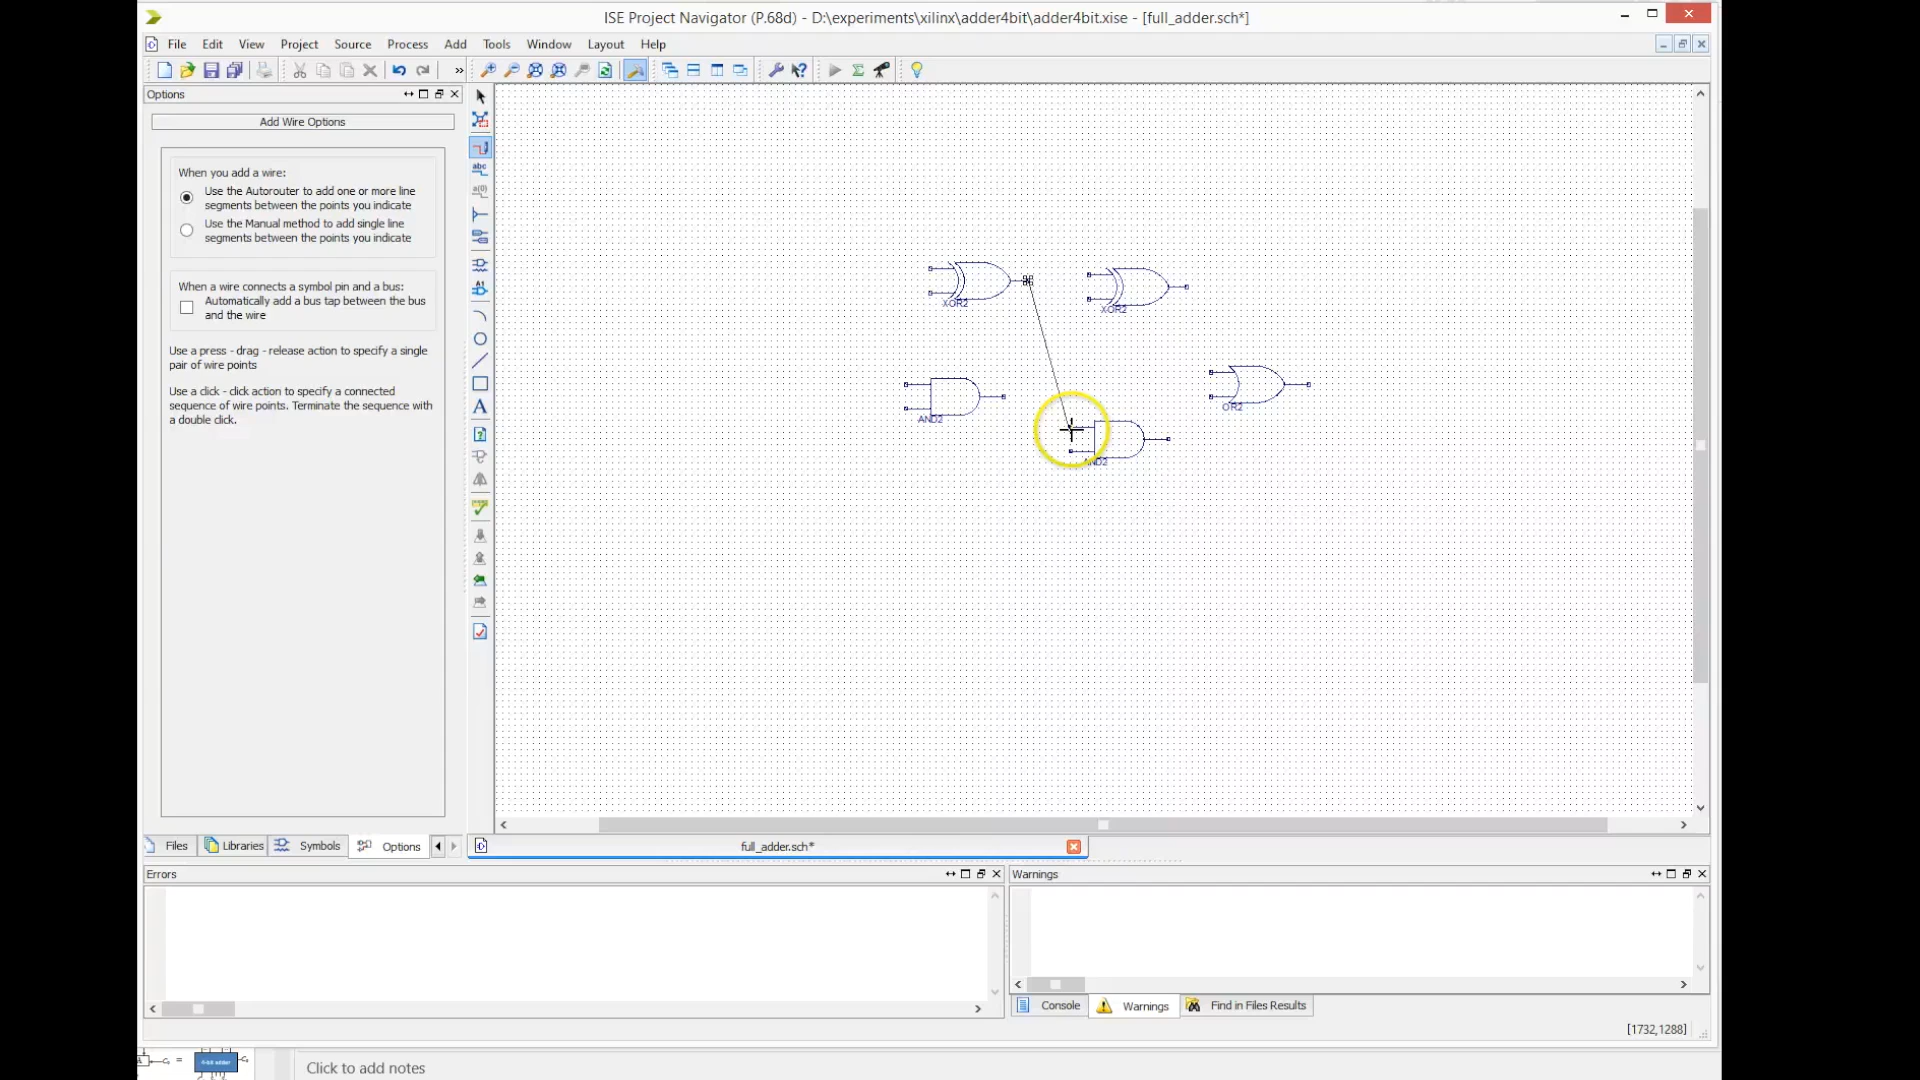 ISE Project Navigator (P.68d) - D:\experiments\xilinx\adder4bit\adder4bit.xise - [full_adder.sch*]
File Edit View Project Source Process Add Tools Window Layout Help
Options
Add Wire Options
When you add a wire:
Use the Autorouter to add one or more line
segments between the points you indicate
Use the Manual method to add single line
segments between the points you indicate
When a wire connects a symbol pin and a bus:
Automatically add a bus tap between the bus
and the wire
Use a press - drag - release action to specify a single
pair of wire points
Use a click - click action to specify a connected
sequence of wire points. Terminate the sequence with
a double click.
abc
a(0)
A1
A
XOR2
XOR2
AND2
OR2
AND2
Files Libraries Symbols Options
full_adder.sch*
Errors
Warnings
Console Warnings Find in Files Results
[1732,1288]
Click to add notes